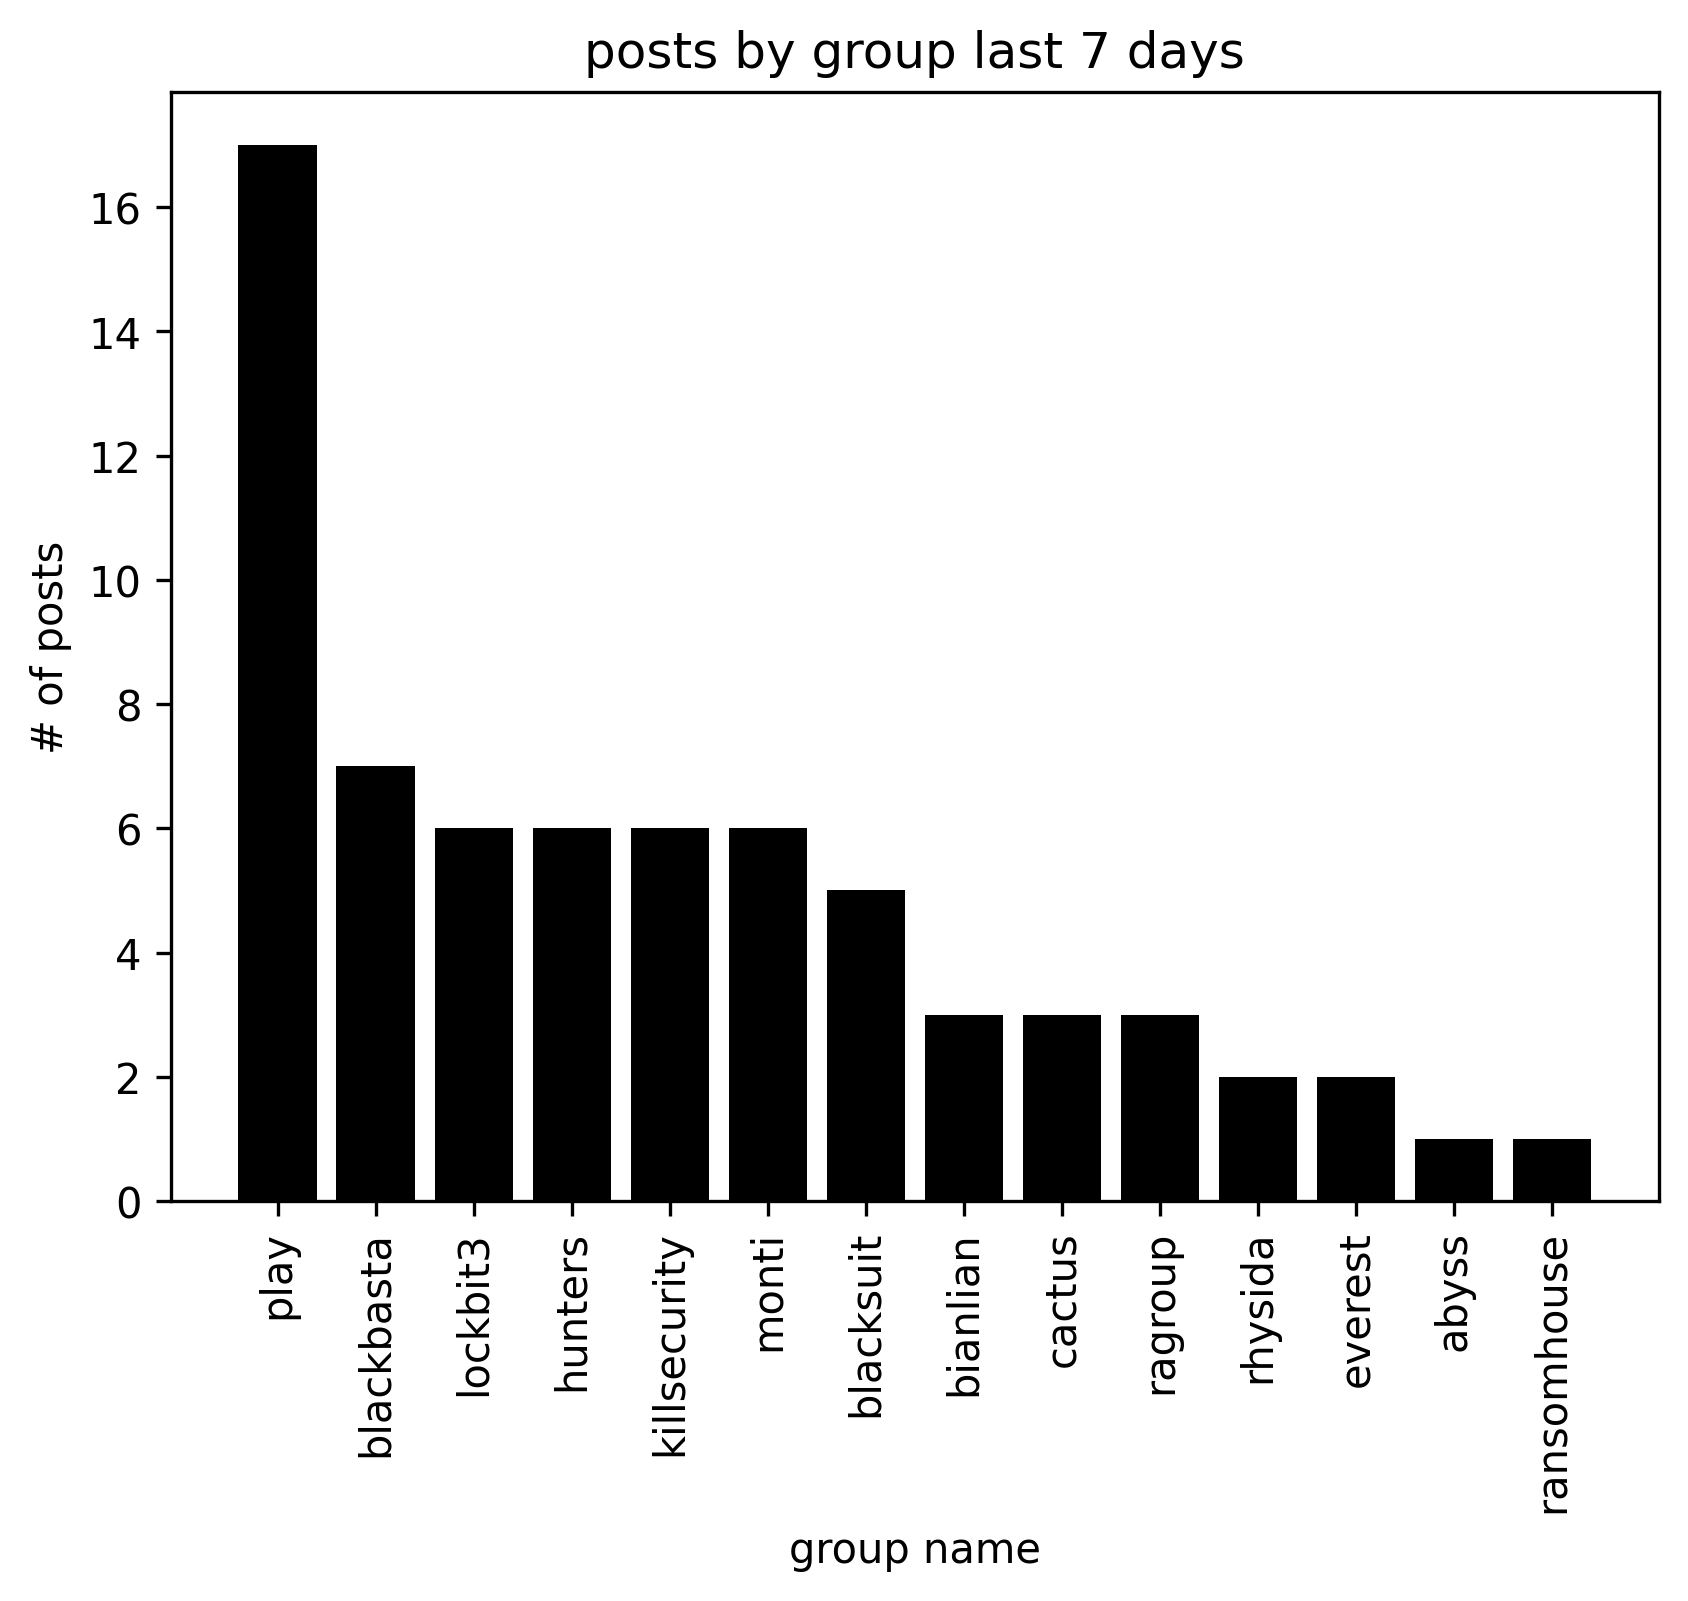 posts by group last 7 days
# of posts
16
14
12
10
8
6
4
2
0
play
blackbasta
lockbit3
hunters
killsecurity
monti
blacksuit
bianlian
cactus
ragroup
rhysida
everest
abyss
ransomhouse
group name